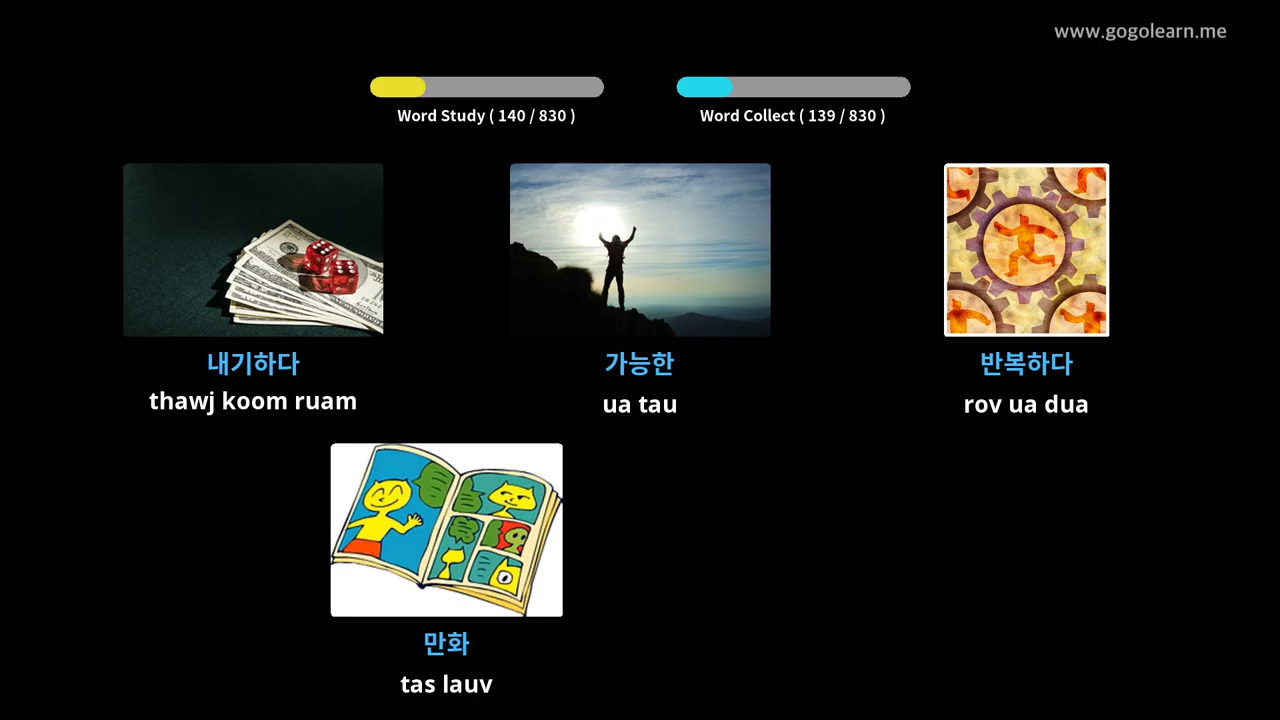 www.gogolearn.me
Word Study ( 140 / 830 )
Word Collect ( 139 / 830 )
내기하다
thawj koom ruam
가능한
ua tau
반복하다
rov ua dua
만화
tas lauv